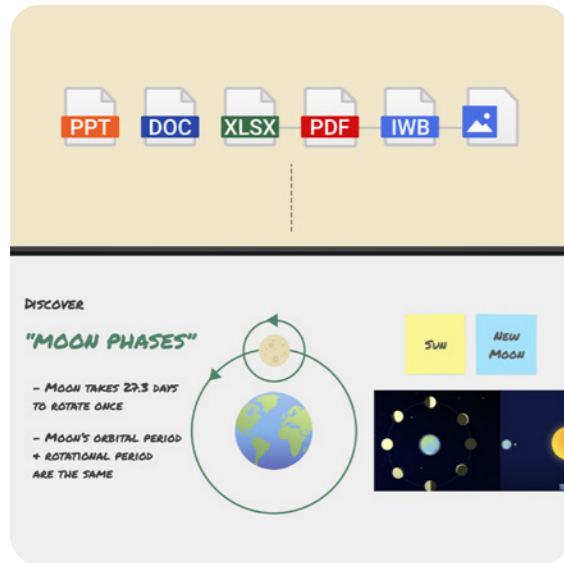 PPT DOC XLSX PDF IWB
DISCOVER
"MOON PHASES"
- MOON TAKES 27.3 DAYS
TO ROTATE ONCE
- MOON'S ORBITAL PERIOD
+ ROTATIONAL PERIOD
ARE THE SAME
SUN
NEW
MOON